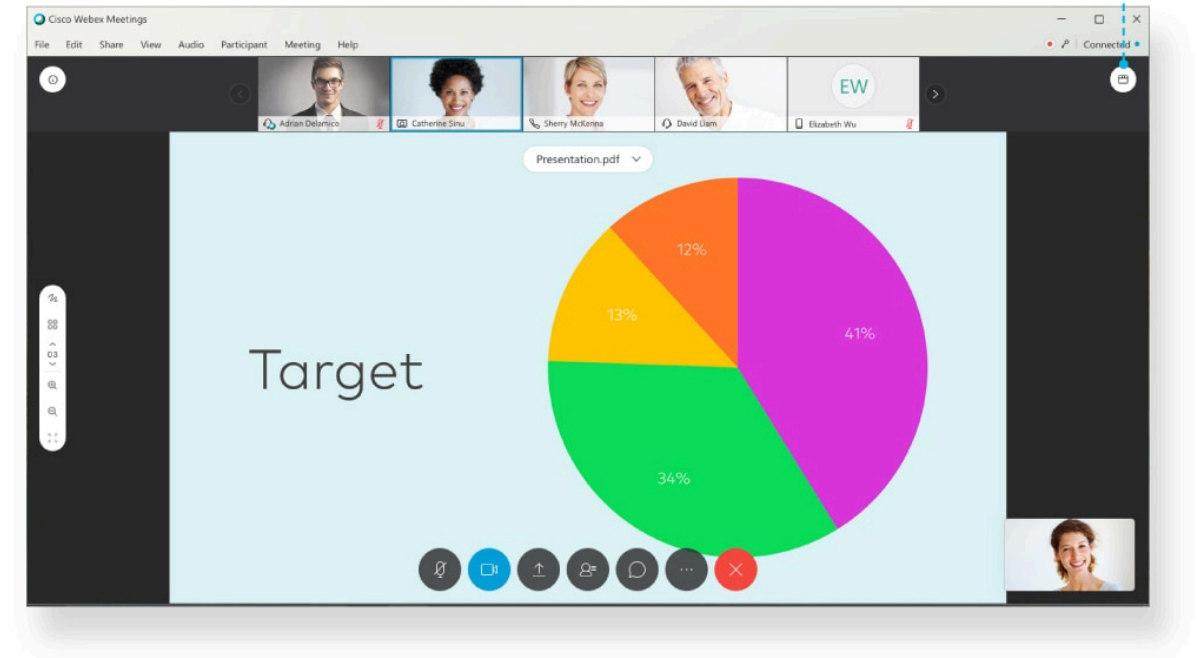 Cisco Webex Meetings
File Edit Share View Audio Participant Meeting Help
Connected
EW
Adrian Delamico Catherine Sinu Sherry McKenna David Liam Elizabeth Wu
Presentation.pdf
12%
13%
41%
03
Target
34%